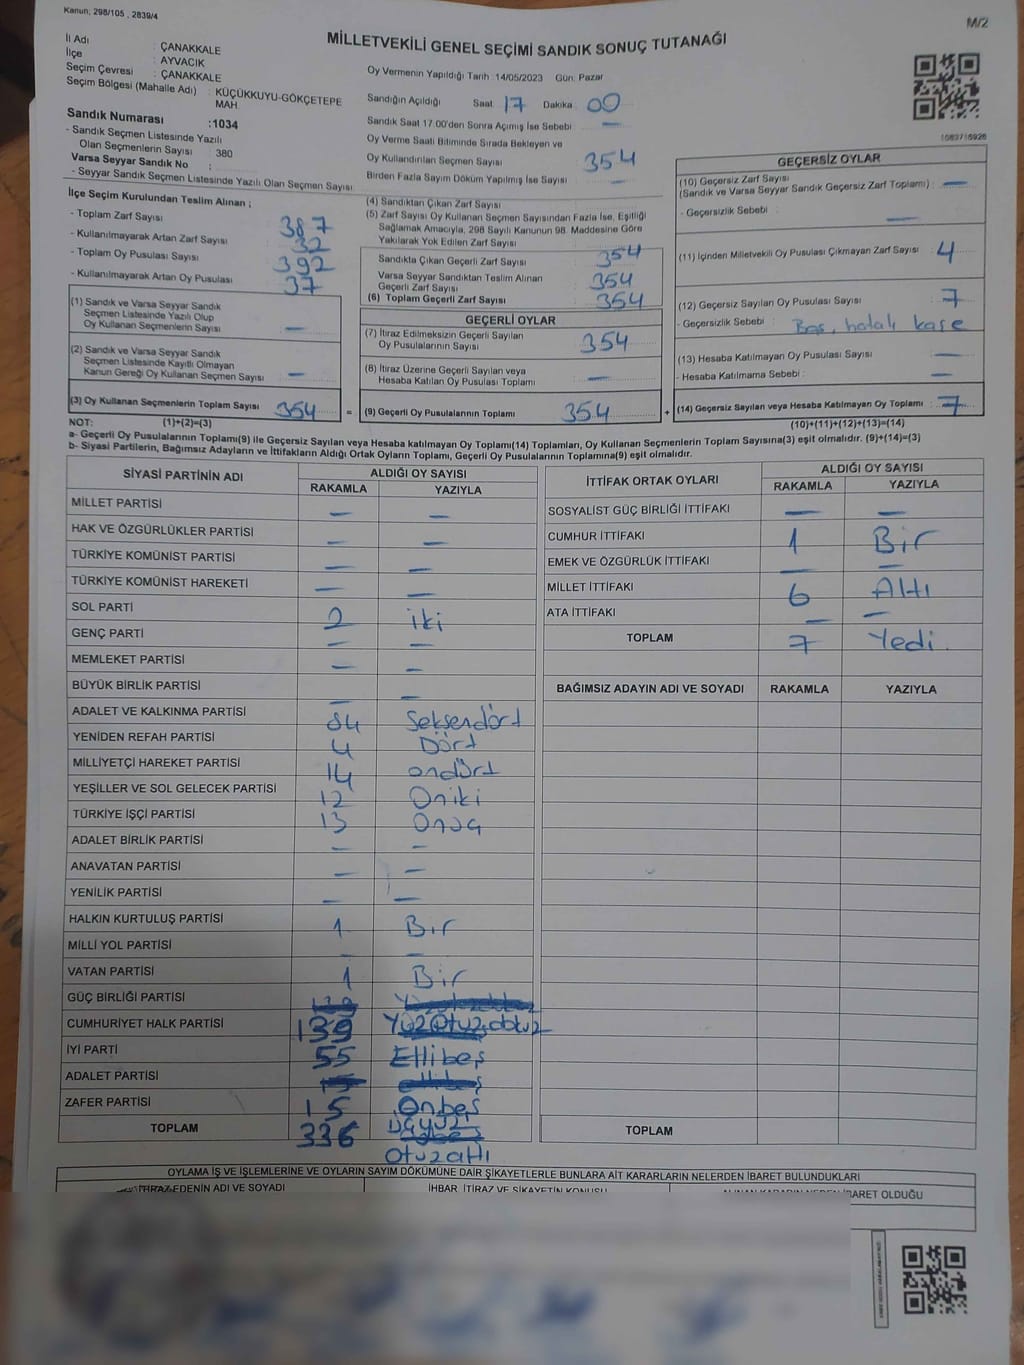 Kanun; 298/105 , 2839/4
M/2
MİLLETVEKİLİ GENEL SEÇİMİ SANDIK SONUÇ TUTANAĞI
İl Adı : ÇANAKKALE
İlçe : AYVACIK
Seçim Çevresi : ÇANAKKALE
Seçim Bölgesi (Mahalle Adı) : KÜÇÜKKUYU-GÖKÇETEPE MAH.
Sandık Numarası :1034
- Sandık Seçmen Listesinde Yazılı
Olan Seçmenlerin Sayısı : 380
Varsa Seyyar Sandık No :
- Seyyar Sandık Seçmen Listesinde Yazılı Olan Seçmen Sayısı
Oy Vermenin Yapıldığı Tarih :14/05/2023 Gün: Pazar
Sandığın Açıldığı Saat 17 Dakika 00
Sandık Saat 17.00'den Sonra Açımış İse Sebebi : —
Oy Verme Saati Bitiminde Sırada Bekleyen ve
Oy Kullandırılan Seçmen Sayısı : 354
Birden Fazla Sayım Döküm Yapılmış İse Sayısı : —
1083716926
İlçe Seçim Kurulundan Teslim Alınan ;
- Toplam Zarf Sayısı : 387
- Kullanılmayarak Artan Zarf Sayısı : 32
- Toplam Oy Pusulası Sayısı : 392
- Kullanılmayarak Artan Oy Pusulası : 37
(1) Sandık ve Varsa Seyyar Sandık
Seçmen Listesinde Yazılı Olup
Oy Kullanan Seçmenlerin Sayısı : —
(2) Sandık ve Varsa Seyyar Sandık
Seçmen Listesinde Kayıtlı Olmayan
Kanun Gereği Oy Kullanan Seçmen Sayısı : —
(3) Oy Kullanan Seçmenlerin Toplam Sayısı : 354 =
(4) Sandıktan Çıkan Zarf Sayısı :
(5) Zarf Sayısı Oy Kullanan Seçmen Sayısından Fazla İse, Eşitliği
Sağlamak Amacıyla, 298 Sayılı Kanunun 98. Maddesine Göre
Yakılarak Yok Edilen Zarf Sayısı :
Sandıkta Çıkan Geçerli Zarf Sayısı : 354
Varsa Seyyar Sandıktan Teslim Alınan
Geçerli Zarf Sayısı : 354
(6) Toplam Geçerli Zarf Sayısı : 354
GEÇERLİ OYLAR
(7) İtiraz Edilmeksizin Geçerli Sayılan
Oy Pusulalarının Sayısı : 354
(8) İtiraz Üzerine Geçerli Sayılan veya
Hesaba Katılan Oy Pusulası Toplamı : —
(9) Geçerli Oy Pusulalarının Toplamı : 354 +
GEÇERSİZ OYLAR
(10) Geçersiz Zarf Sayısı
(Sandık ve Varsa Seyyar Sandık Geçersiz Zarf Toplamı) : —
- Geçersizlik Sebebi : —
(11) İçinden Milletvekili Oy Pusulası Çıkmayan Zarf Sayısı : 4
(12) Geçersiz Sayılan Oy Pusulası Sayısı : 7
- Geçersizlik Sebebi : Boş, hatalı kaşe
(13) Hesaba Katılmayan Oy Pusulası Sayısı : —
- Hesaba Katılmama Sebebi : —
(14) Geçersiz Sayılan veya Hesaba Katılmayan Oy Toplamı : 7
NOT: (1)+(2)=(3)
(10)+(11)+(12)+(13)=(14)
a- Geçerli Oy Pusulalarının Toplamı(9) ile Geçersiz Sayılan veya Hesaba katılmayan Oy Toplamı(14) Toplamları, Oy Kullanan Seçmenlerin Toplam Sayısına(3) eşit olmalıdır. (9)+(14)=(3)
b- Siyasi Partilerin, Bağımsız Adayların ve İttifakların Aldığı Ortak Oyların Toplamı, Geçerli Oy Pusulalarının Toplamına(9) eşit olmalıdır.
SİYASİ PARTİNİN ADI ALDIĞI OY SAYISI
RAKAMLA YAZIYLA
MİLLET PARTİSİ — —
HAK VE ÖZGÜRLÜKLER PARTİSİ — —
TÜRKİYE KOMÜNİST PARTİSİ — —
TÜRKİYE KOMÜNİST HAREKETİ — —
SOL PARTİ 2 iki
GENÇ PARTİ — —
MEMLEKET PARTİSİ — —
BÜYÜK BİRLİK PARTİSİ — —
ADALET VE KALKINMA PARTİSİ 84 Seksendört
YENİDEN REFAH PARTİSİ 4 Dört
MİLLİYETÇİ HAREKET PARTİSİ 14 ondört
YEŞİLLER VE SOL GELECEK PARTİSİ 12 Oniki
TÜRKİYE İŞÇİ PARTİSİ 13 Onüç
ADALET BİRLİK PARTİSİ — —
ANAVATAN PARTİSİ — —
YENİLİK PARTİSİ — —
HALKIN KURTULUŞ PARTİSİ 1 Bir
MİLLİ YOL PARTİSİ — —
VATAN PARTİSİ 1 Bir
GÜÇ BİRLİĞİ PARTİSİ
CUMHURİYET HALK PARTİSİ 139 Yüzotuzdokuz
İYİ PARTİ 55 Ellibeş
ADALET PARTİSİ
ZAFER PARTİSİ 15 Onbeş
TOPLAM 336 Üçyüz
Otuzaltı
İTTİFAK ORTAK OYLARI ALDIĞI OY SAYISI
RAKAMLA YAZIYLA
SOSYALİST GÜÇ BİRLİĞİ İTTİFAKI — —
CUMHUR İTTİFAKI 1 Bir
EMEK VE ÖZGÜRLÜK İTTİFAKI — —
MİLLET İTTİFAKI 6 Altı
ATA İTTİFAKI — —
TOPLAM 7 Yedi.
BAĞIMSIZ ADAYIN ADI VE SOYADI RAKAMLA YAZIYLA
TOPLAM
OYLAMA İŞ VE İŞLEMLERİNE VE OYLARIN SAYIM DÖKÜMÜNE DAİR ŞİKAYETLERLE BUNLARA AİT KARARLARIN NELERDEN İBARET BULUNDUKLARI
İTİRAZ EDENİN ADI VE SOYADI İHBAR, İTİRAZ VE ŞİKAYETİN KONUSU ALINAN KARARIN NEDEN İBARET OLDUĞU